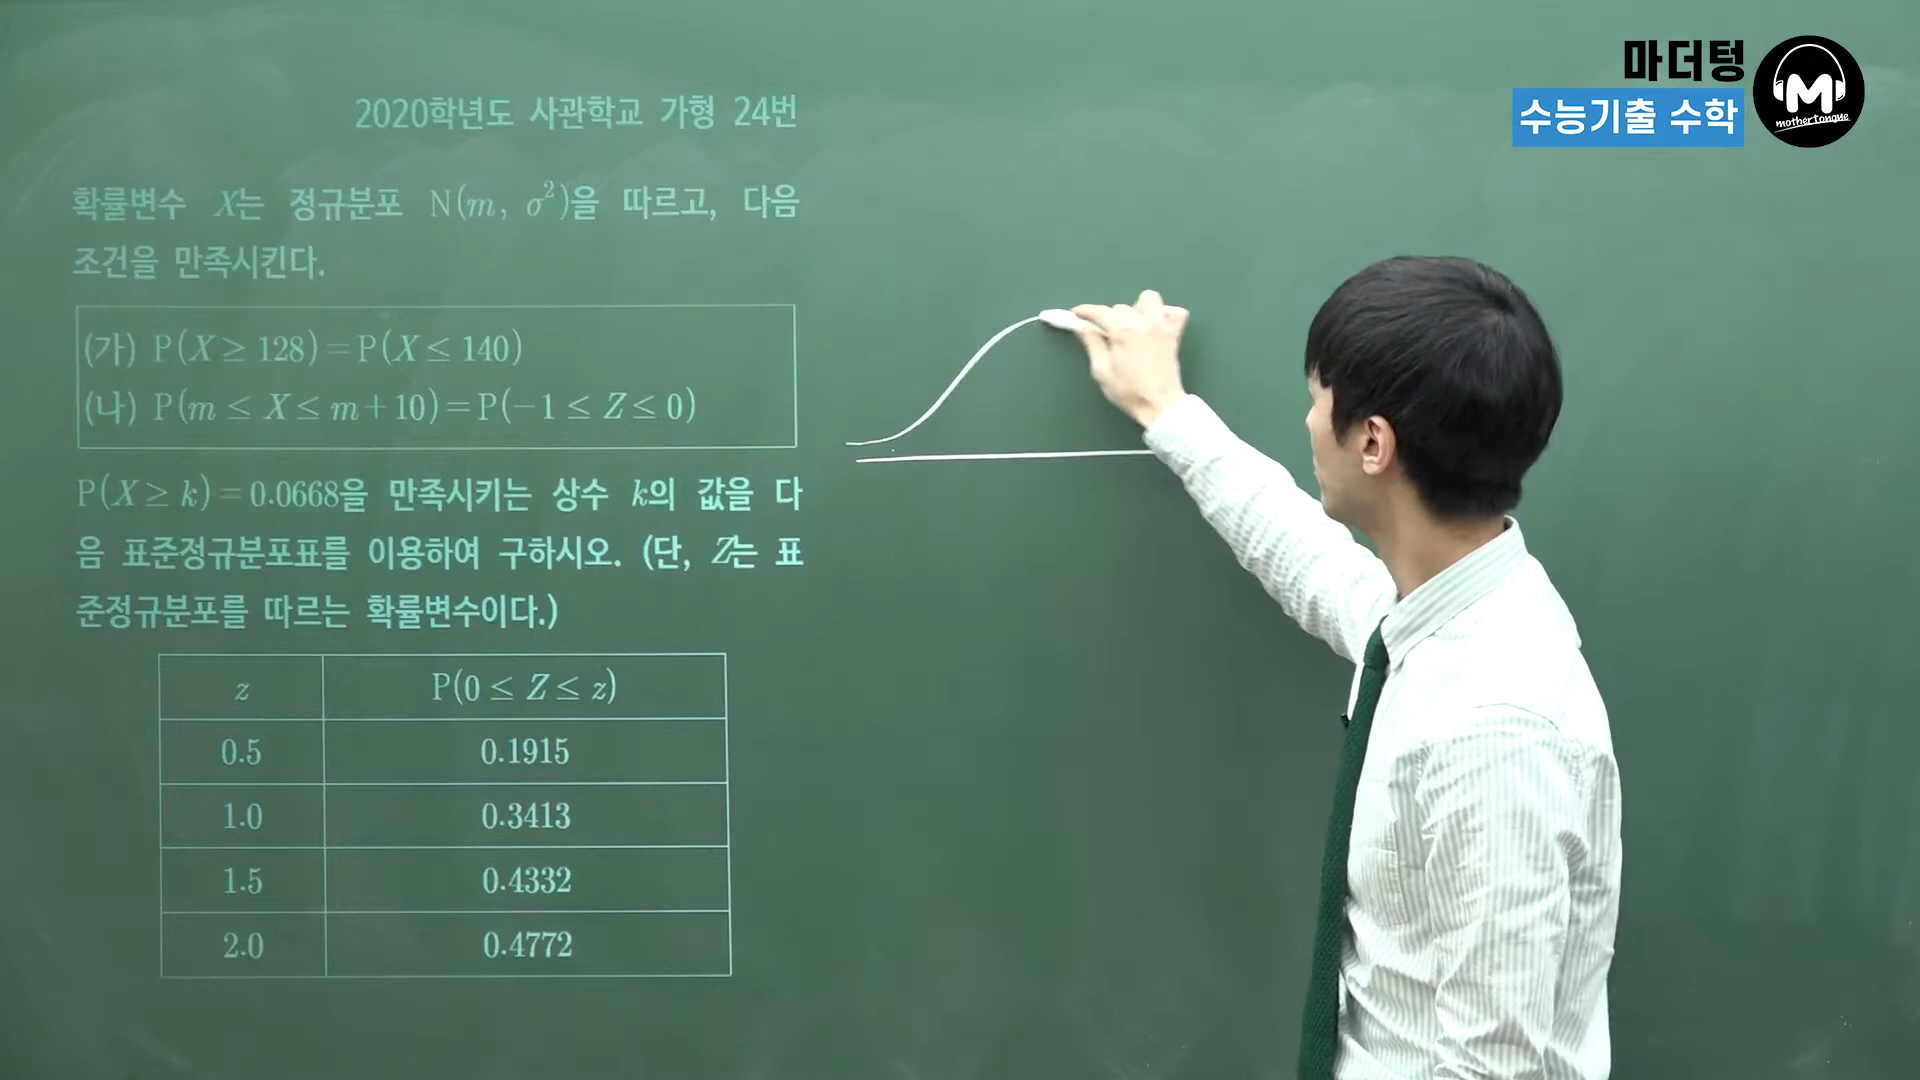 마더텅
수능기출 수학
M
mothertongue
2020학년도 사관학교 가형 24번
확률변수 X는 정규분포 N(m, σ²)을 따르고, 다음
조건을 만족시킨다.
(가) P(X ≥ 128) = P(X ≤ 140)
(나) P(m ≤ X ≤ m+10) = P(−1 ≤ Z ≤ 0)
P(X ≥ k) = 0.0668을 만족시키는 상수 k의 값을 다
음 표준정규분포표를 이용하여 구하시오. (단, Z는 표
준정규분포를 따르는 확률변수이다.)
z P(0 ≤ Z ≤ z)
0.5 0.1915
1.0 0.3413
1.5 0.4332
2.0 0.4772